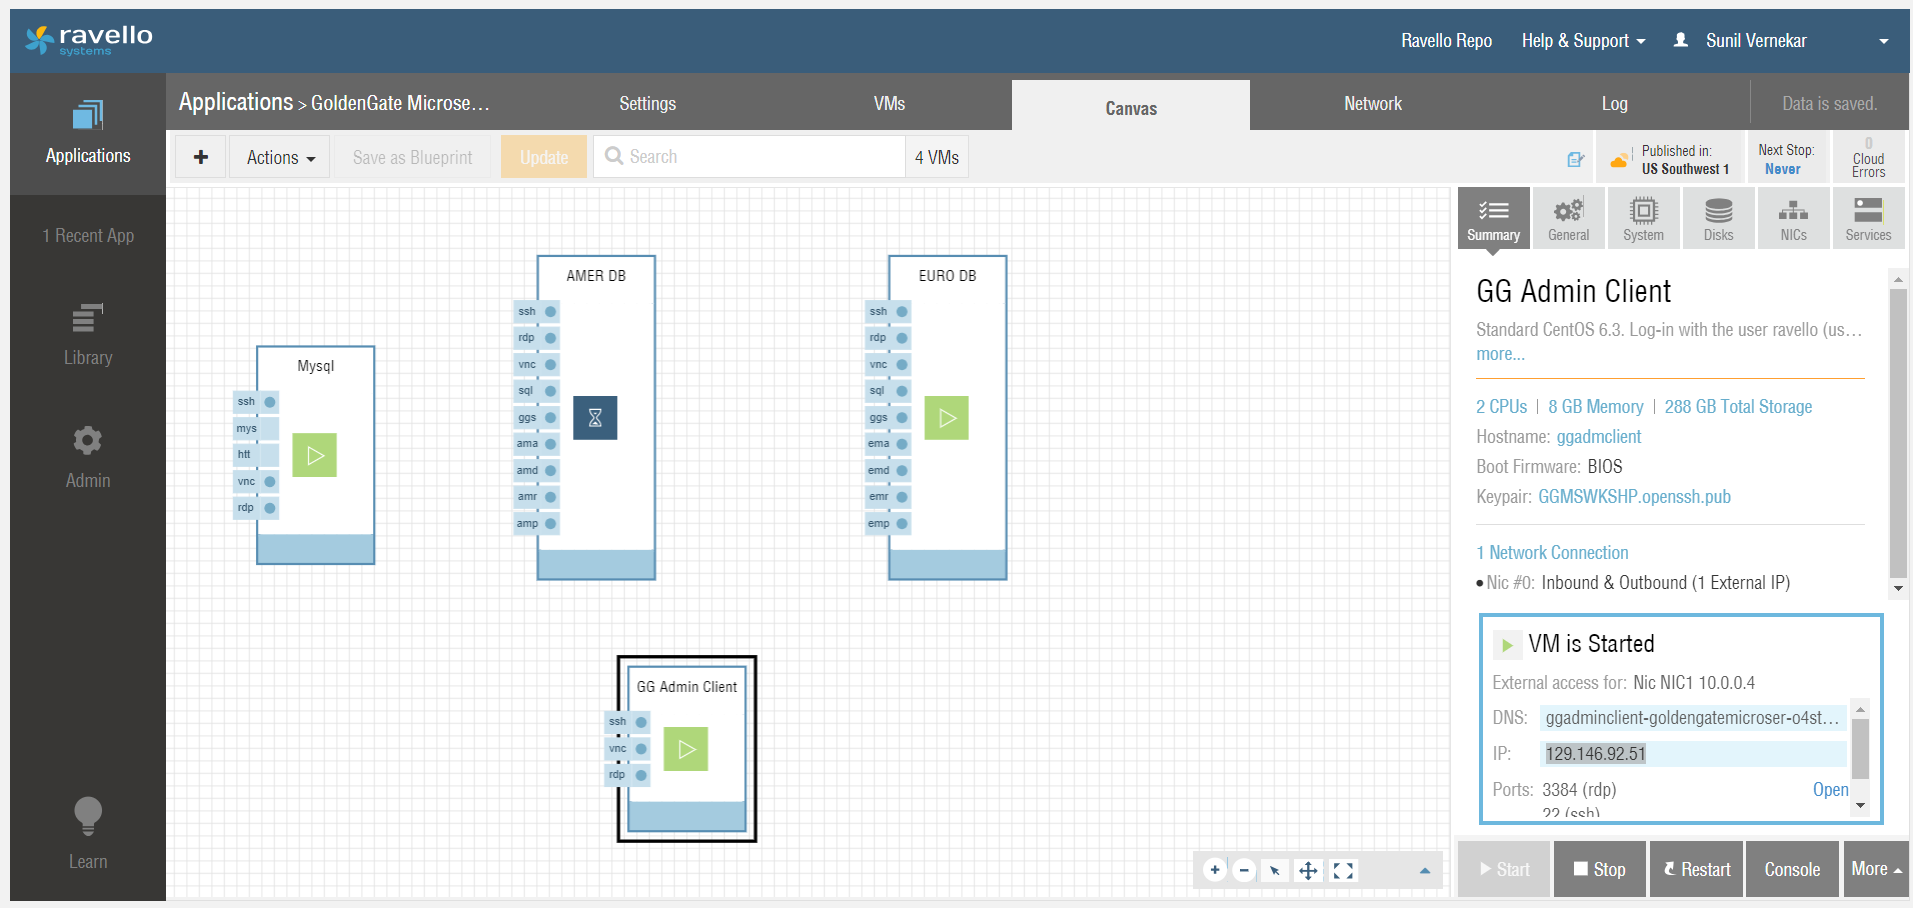 ravello
systems
Ravello Repo
Help & Support
Sunil Vernekar
Applications
1 Recent App
Library
Admin
Learn
Applications > GoldenGate Microse...
Settings
VMs
Canvas
Network
Log
Data is saved.
+
Actions
Save as Blueprint
Update
Search
4 VMs
Published in:
US Southwest 1
Next Stop:
Never
0
Cloud
Errors
Mysql
ssh
mys
htt
vnc
rdp
AMER DB
ssh
rdp
vnc
sql
ggs
ama
amd
amr
amp
EURO DB
ssh
rdp
vnc
sql
ggs
ema
emd
emr
emp
GG Admin Client
ssh
vnc
rdp
Summary
General
System
Disks
NICs
Services
GG Admin Client
Standard CentOS 6.3. Log-in with the user ravello (us...
more...
2 CPUs | 8 GB Memory | 288 GB Total Storage
Hostname: ggadmclient
Boot Firmware: BIOS
Keypair: GGMSWKSHP.openssh.pub
1 Network Connection
• Nic #0: Inbound & Outbound (1 External IP)
VM is Started
External access for: Nic NIC1 10.0.0.4
DNS: ggadminclient-goldengatemicroser-o4st...
IP: 129.146.92.51
Ports: 3384 (rdp) Open
22 (ssh)
Start
Stop
Restart
Console
More